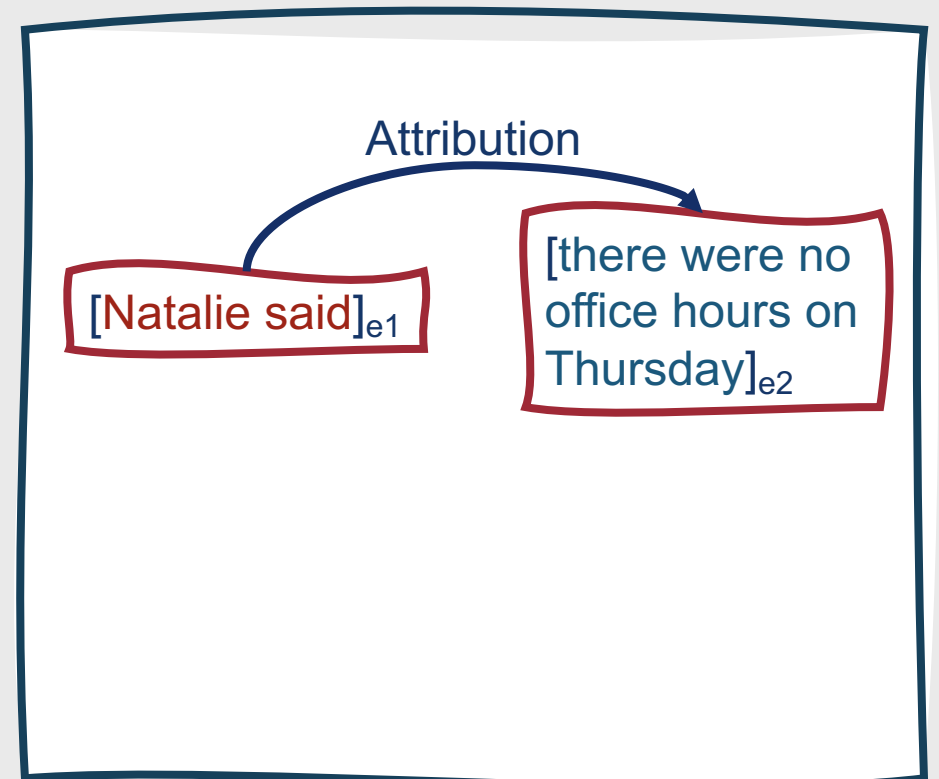 Attribution
[Natalie said]e1
[there were no
office hours on
Thursday]e2